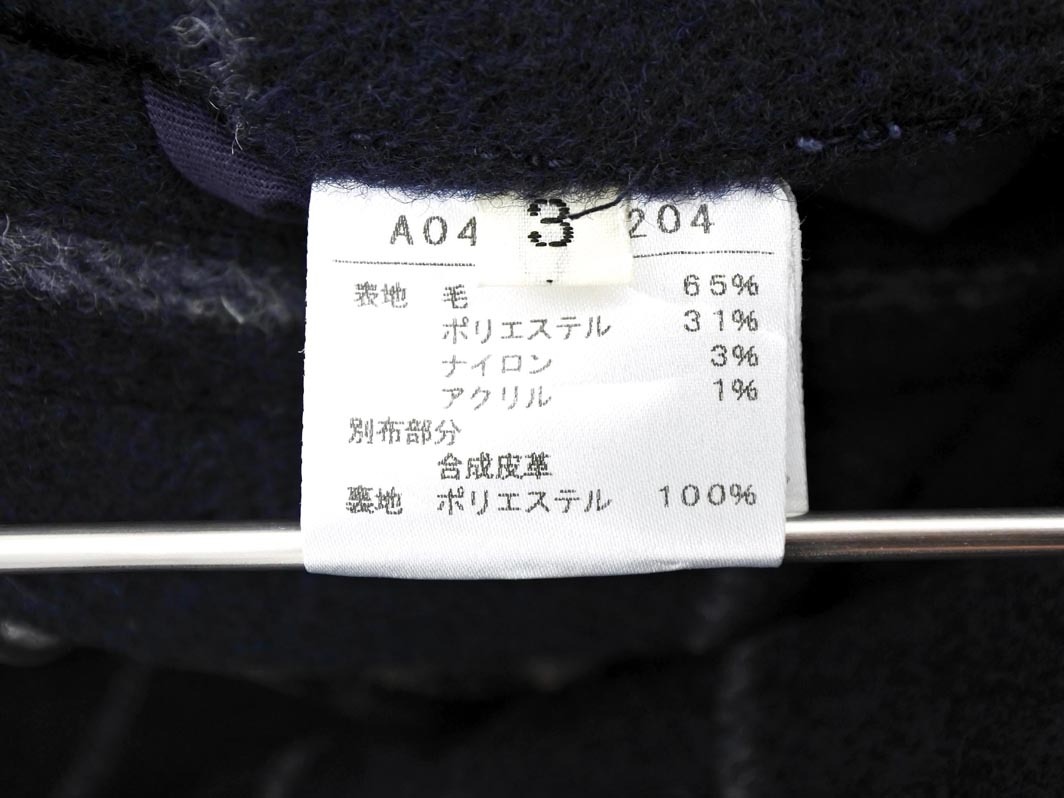 A04 3 204
表地 毛 65%
ポリエステル 31%
ナイロン 3%
アクリル 1%
別布部分
合成皮革
裏地 ポリエステル 100%